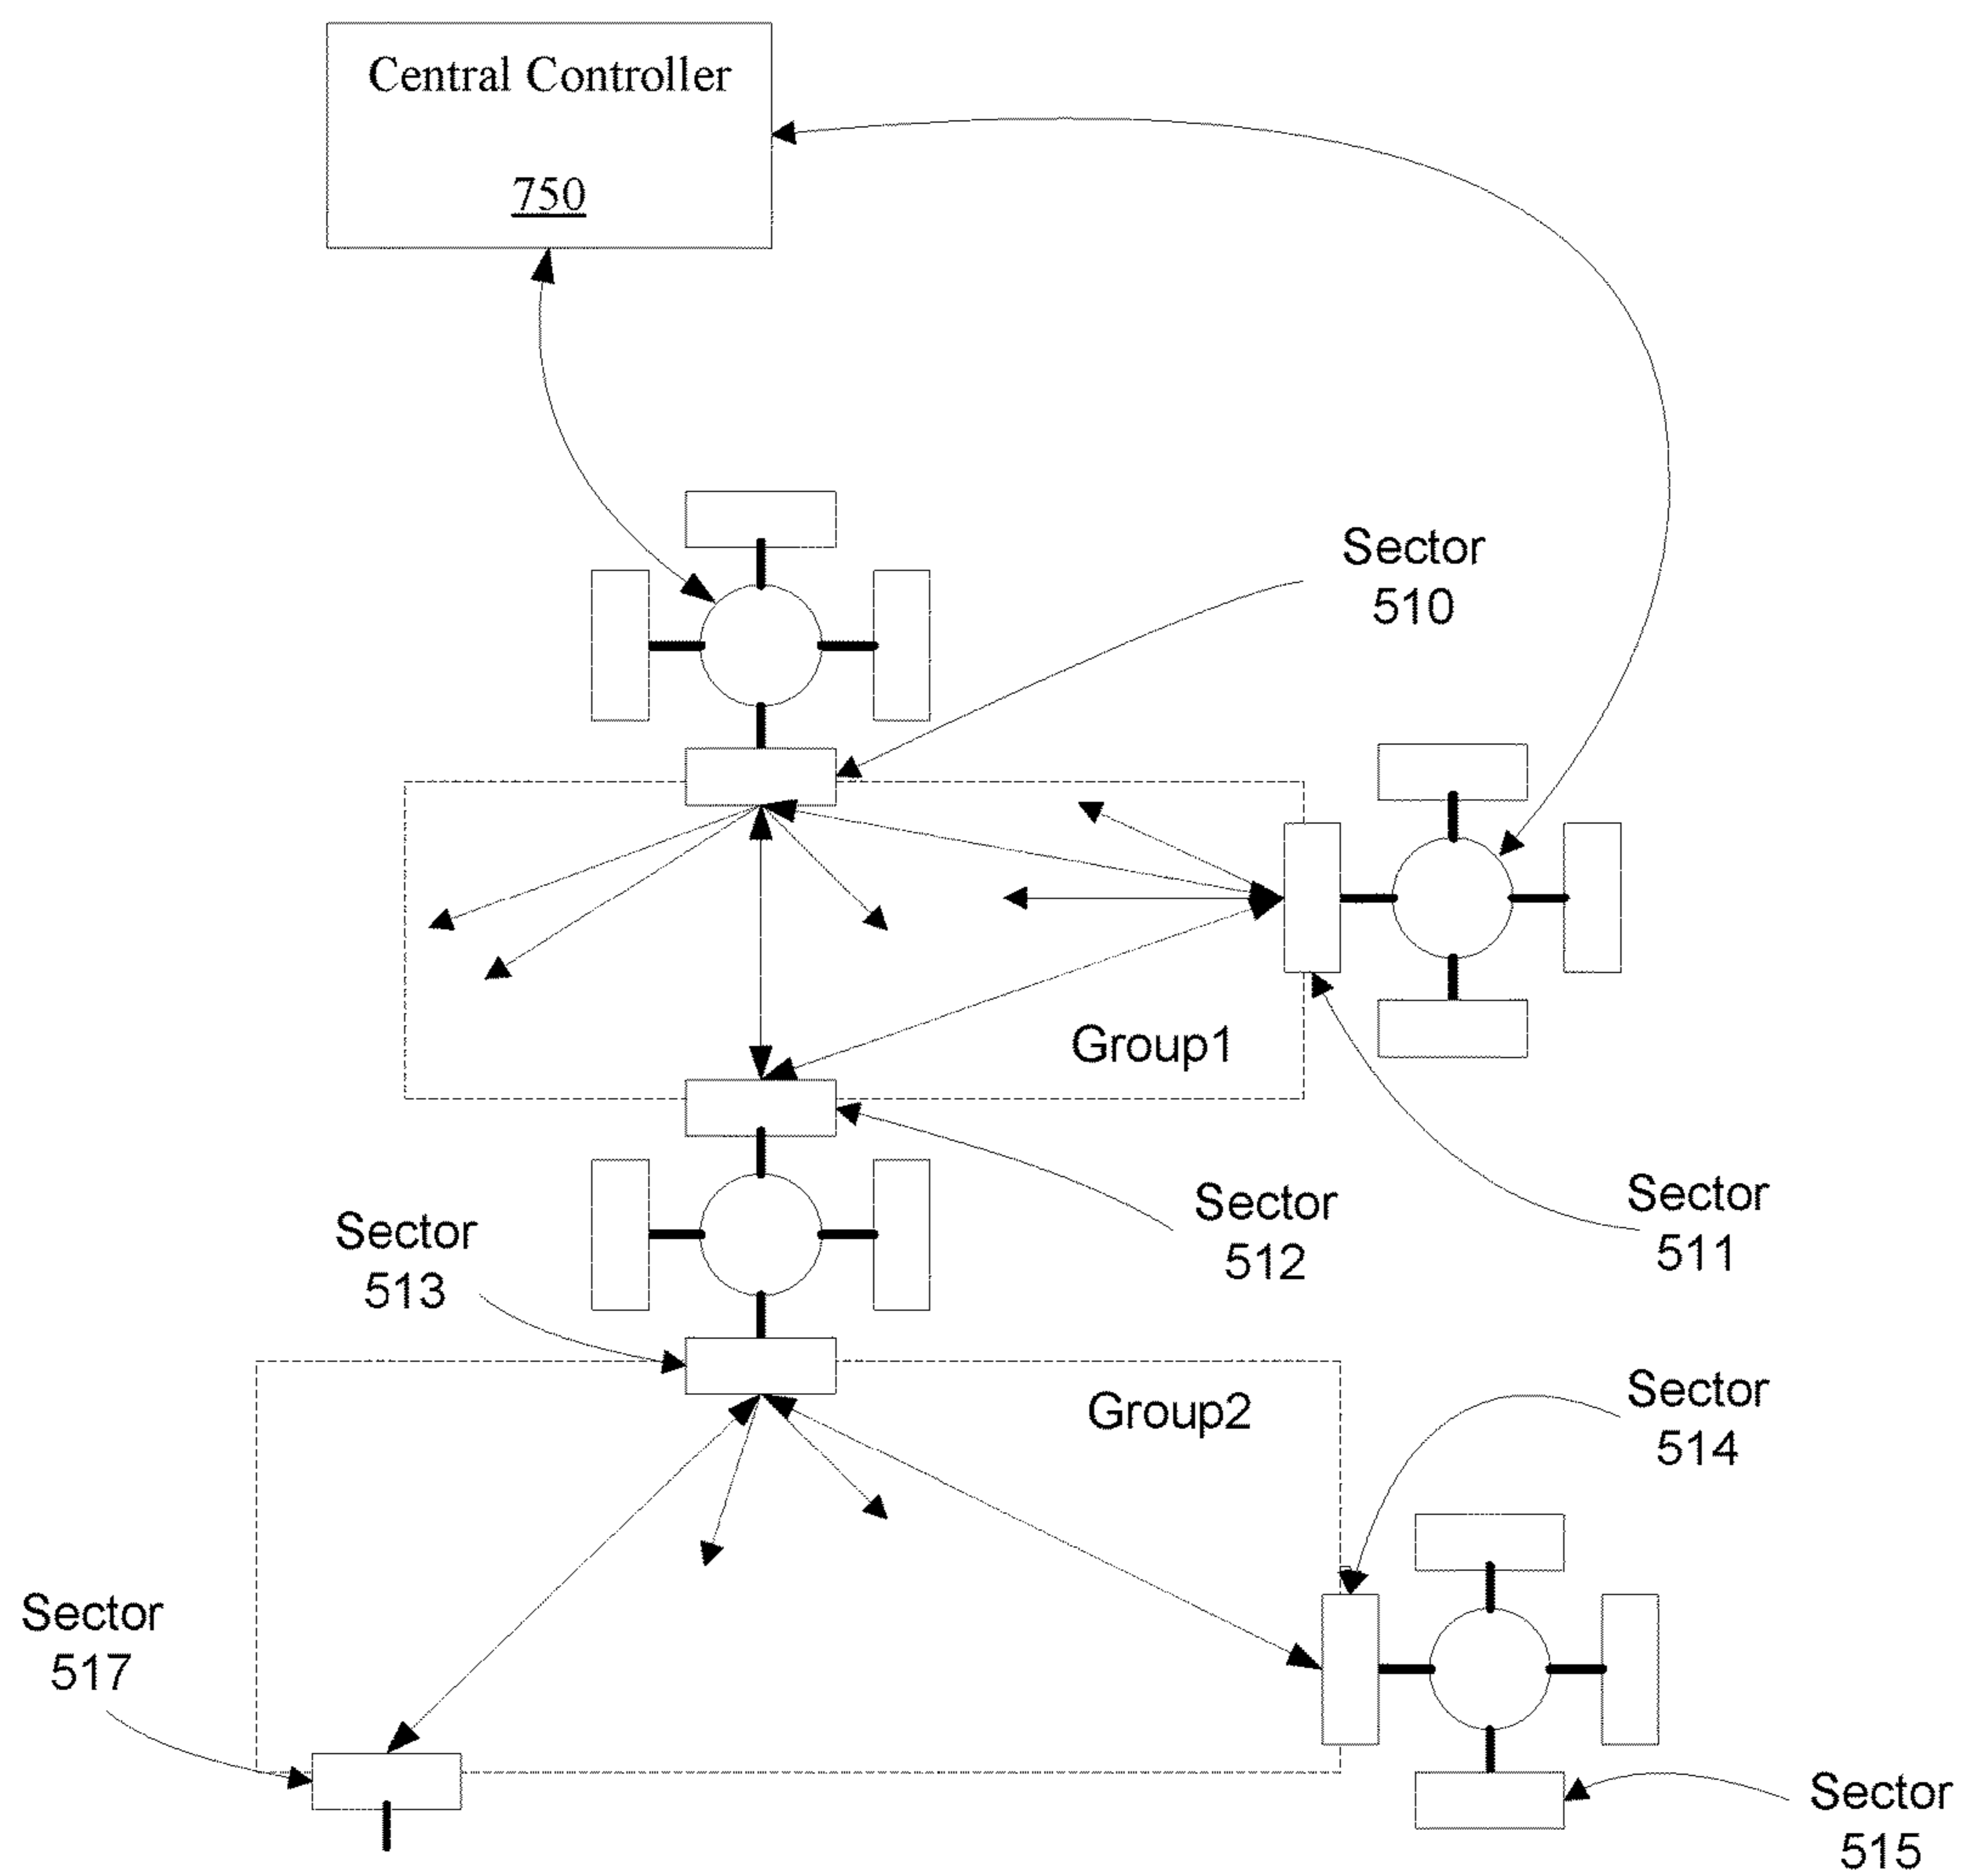 Central Controller
750
Sector
510
Group1
Sector
512
Sector
511
Sector
513
Group2
Sector
514
Sector
517
Sector
515